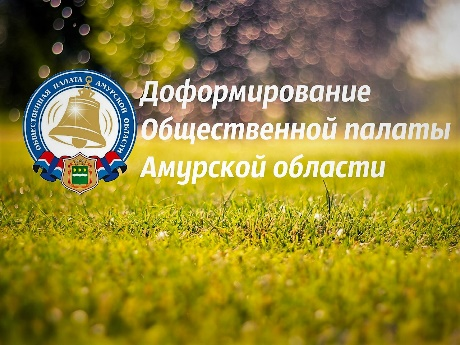 ОБЩЕСТВЕННАЯ ПАЛАТА АМУРСКОЙ ОБЛАСТИ
Доформирование
Общественной палаты
Амурской области